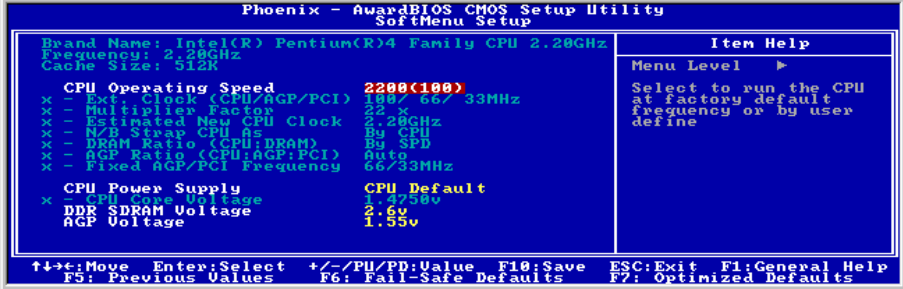 Phoenix - AwardBIOS CMOS Setup Utility
SoftMenu Setup
Brand Name: Intel(R) Pentium(R)4 Family CPU 2.20GHz
Frequency: 2.20GHz
Cache Size: 512K
CPU Operating Speed 2200(100)
x - Ext. Clock (CPU/AGP/PCI) 100/ 66/ 33MHz
x - Multiplier Factor 22 x
x - Estimated New CPU Clock 2.20GHz
x - N/B Strap CPU As By CPU
x - DRAM Ratio (CPU:DRAM) By SPD
x - AGP Ratio (CPU:AGP:PCI) Auto
x - Fixed AGP/PCI Frequency 66/33MHz
CPU Power Supply CPU Default
x - CPU Core Voltage 1.4750v
DDR SDRAM Voltage 2.6v
AGP Voltage 1.55v
Item Help
Menu Level ►
Select to run the CPU
at factory default
frequency or by user
define
↑↓→←:Move Enter:Select +/-/PU/PD:Value F10:Save ESC:Exit F1:General Help
F5: Previous Values F6: Fail-Safe Defaults F7: Optimized Defaults